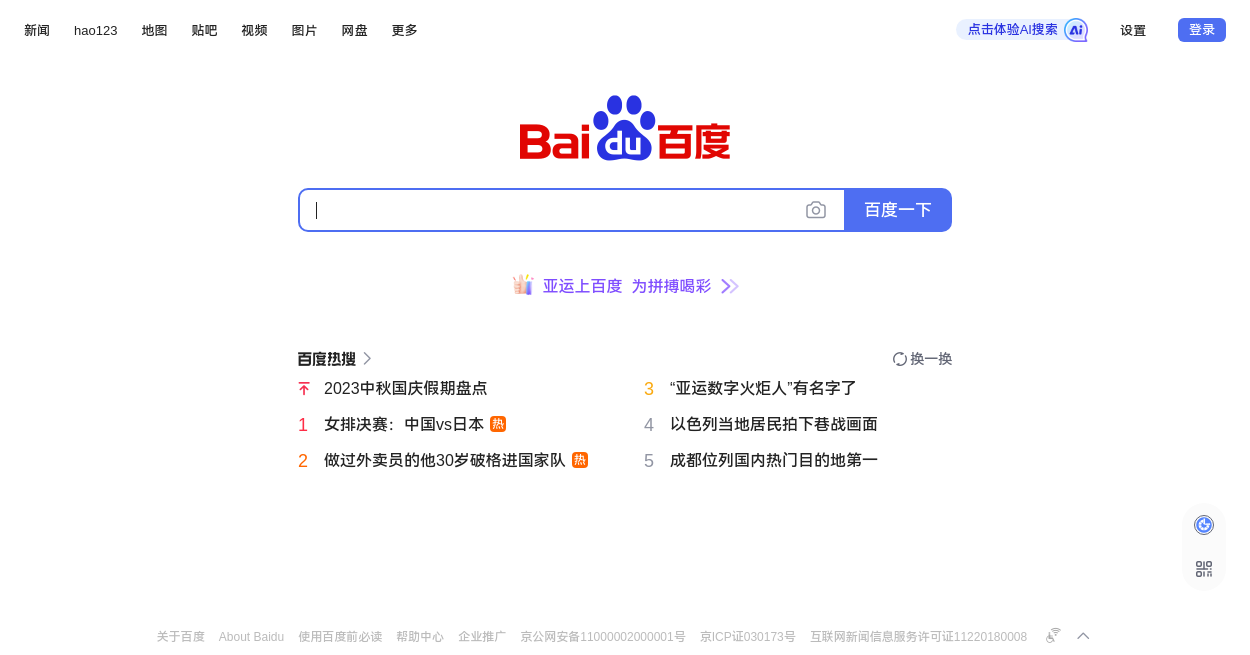 新闻 hao123 地图 贴吧 视频 图片 网盘 更多 点击体验AI搜索 Ai 设置 登录
Bai du 百度
百度一下
亚运上百度 为拼搏喝彩
百度热搜 换一换
2023中秋国庆假期盘点
3 “亚运数字火炬人”有名字了
1 女排决赛：中国vs日本 热
4 以色列当地居民拍下巷战画面
2 做过外卖员的他30岁破格进国家队 热
5 成都位列国内热门目的地第一
关于百度 About Baidu 使用百度前必读 帮助中心 企业推广 京公网安备11000002000001号 京ICP证030173号 互联网新闻信息服务许可证11220180008